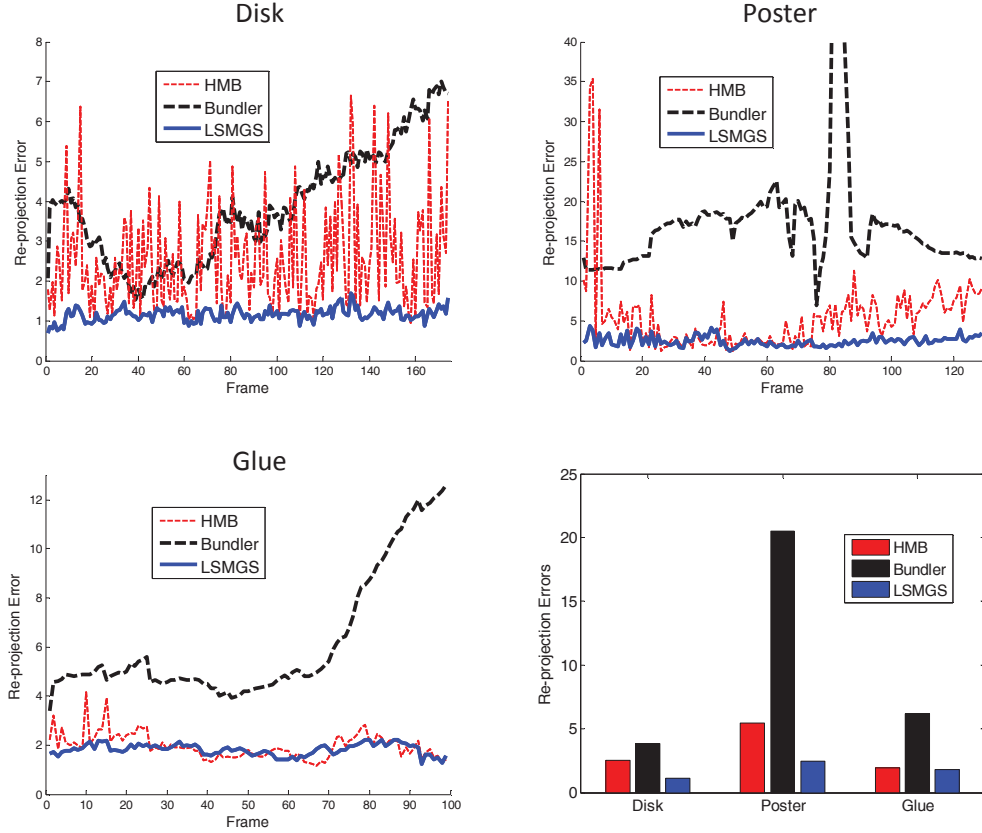 Disk
8
7
6
5
4
3
2
1
0
Re-projection Error
HMB
Bundler
LSMGS
0 20 40 60 80 100 120 140 160
Frame
Poster
40
35
30
25
20
15
10
5
0
Re-projection Error
HMB
Bundler
LSMGS
0 20 40 60 80 100 120
Frame
Glue
12
10
8
6
4
2
0
Re-projection Error
HMB
Bundler
LSMGS
0 10 20 30 40 50 60 70 80 90 100
Frame
25
20
15
10
5
0
Re-projection Errors
HMB
Bundler
LSMGS
Disk Poster Glue